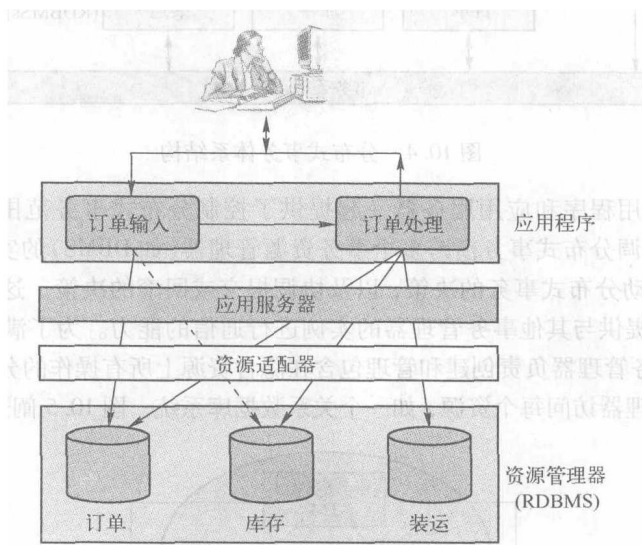 订单输入
订单处理
应用程序
应用服务器
资源适配器
订单
库存
装运
资源管理器
(RDBMS)